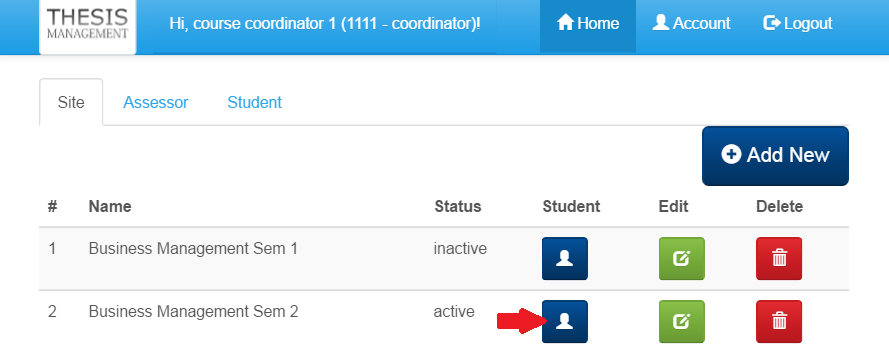 THESIS
MANAGEMENT
Hi, course coordinator 1 (1111 - coordinator)!
Home
Account
Logout
Site
Assessor
Student
Add New
# Name Status Student Edit Delete
1 Business Management Sem 1 inactive
2 Business Management Sem 2 active